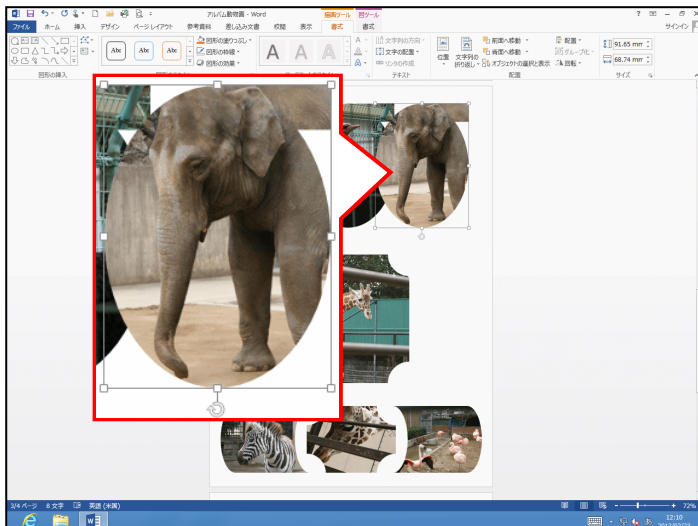 アルバム動物園 - Word
描画ツール 図ツール
サインイン
ファイル ホーム 挿入 デザイン ページ レイアウト 参考資料 差し込み文書 校閲 表示 書式 書式
Abc Abc Abc
図形の塗りつぶし
図形の枠線
図形の効果
A A A
文字列の方向
文字の配置
リンクの作成
位置 文字列の折り返し
前面へ移動
背面へ移動
オブジェクトの選択と表示
配置
グループ化
回転
91.65 mm
68.74 mm
図形の挿入 テキスト 配置 サイズ
3/4 ページ 8 文字 英語 (米国) 72%
12:10